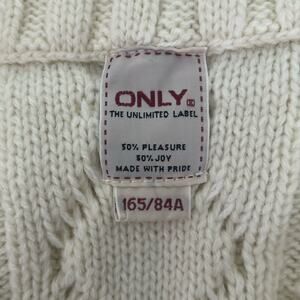 ONLY.
THE UNLIMITED LABEL
50% PLEASURE
50% JOY
MADE WITH PRIDE
165/84A